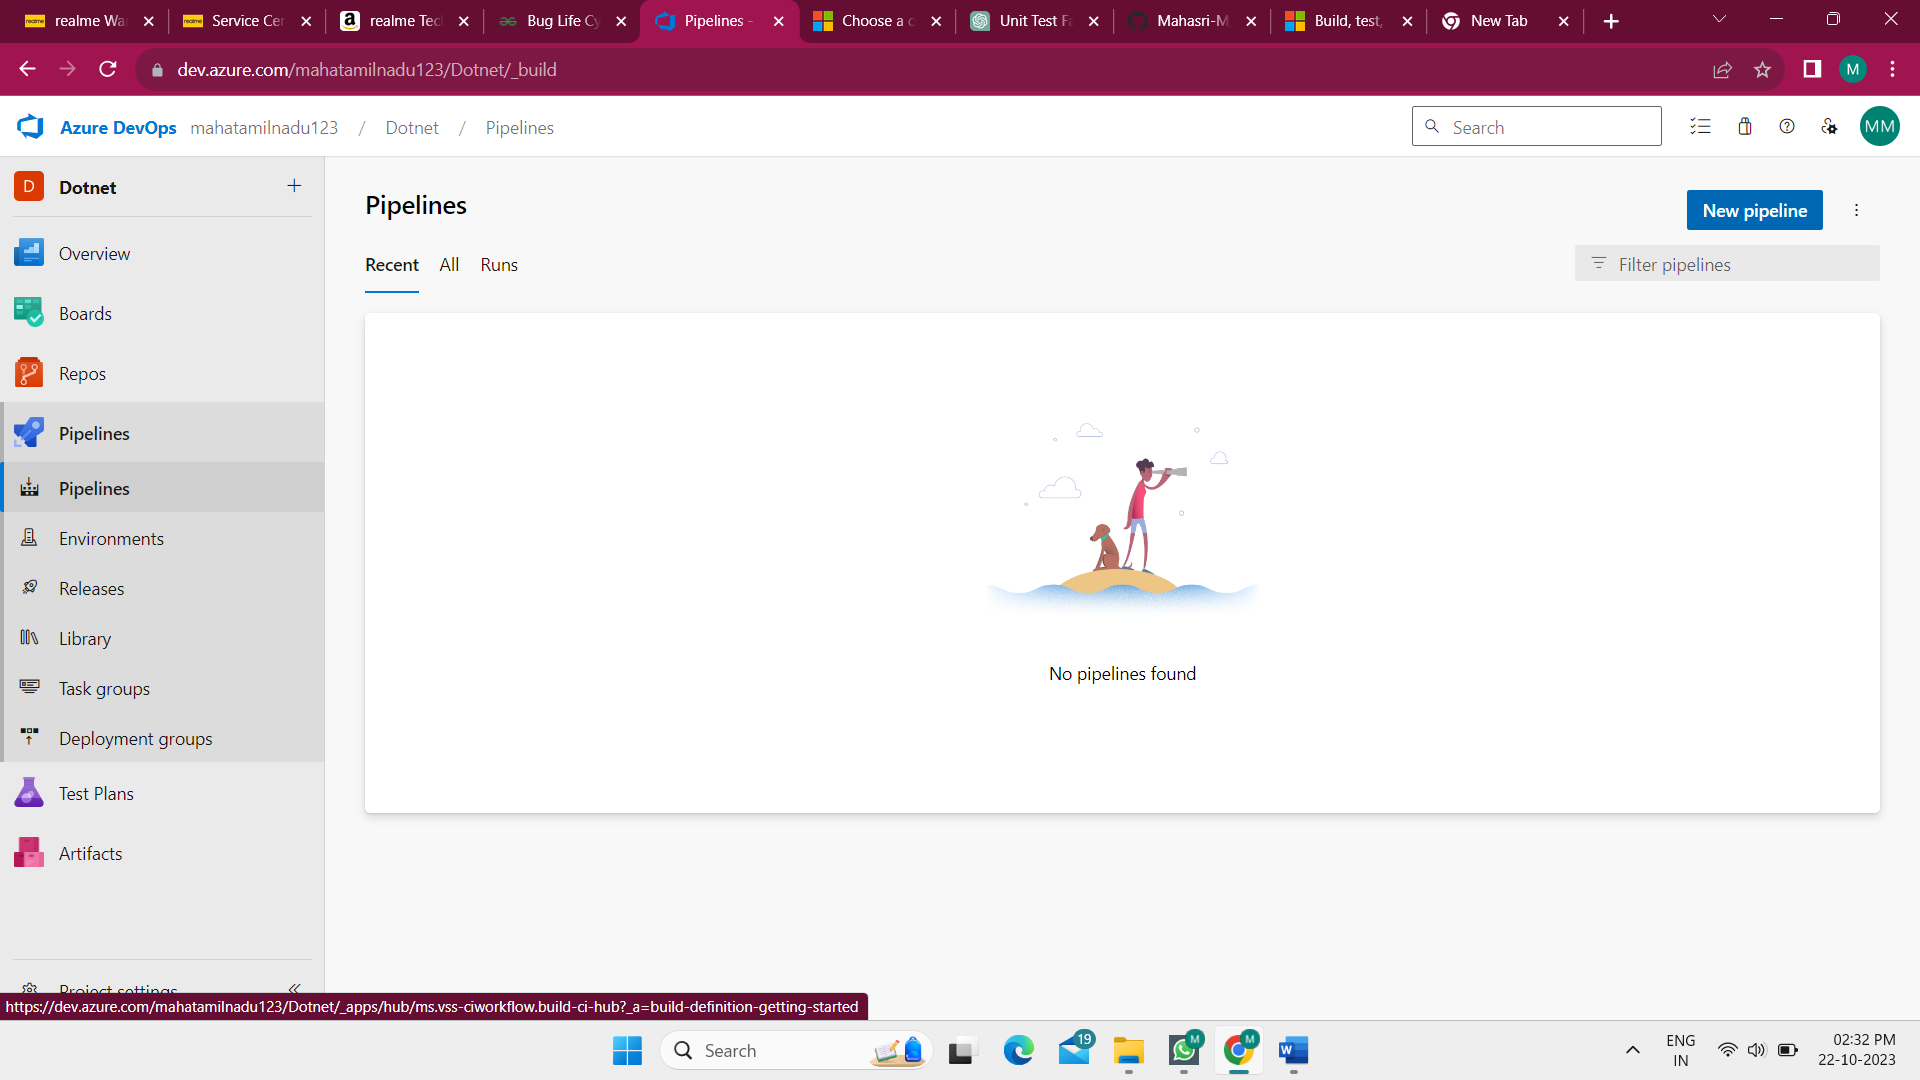 realme Wa
Service Cer
realme Tec
Bug Life Cy
Pipelines -
Choose a c
Unit Test Fa
Mahasri-M
Build, test,
New Tab
dev.azure.com/mahatamilnadu123/Dotnet/_build
M
Azure DevOps
mahatamilnadu123 / Dotnet / Pipelines
Search
MM
D
Dotnet
Overview
Boards
Repos
Pipelines
Pipelines
Environments
Releases
Library
Task groups
Deployment groups
Test Plans
Artifacts
Project settings
Pipelines
New pipeline
Recent
All
Runs
Filter pipelines
No pipelines found
https://dev.azure.com/mahatamilnadu123/Dotnet/_apps/hub/ms.vss-ciworkflow.build-ci-hub?_a=build-definition-getting-started
Search
19
M
M
W
ENG
IN
02:32 PM
22-10-2023